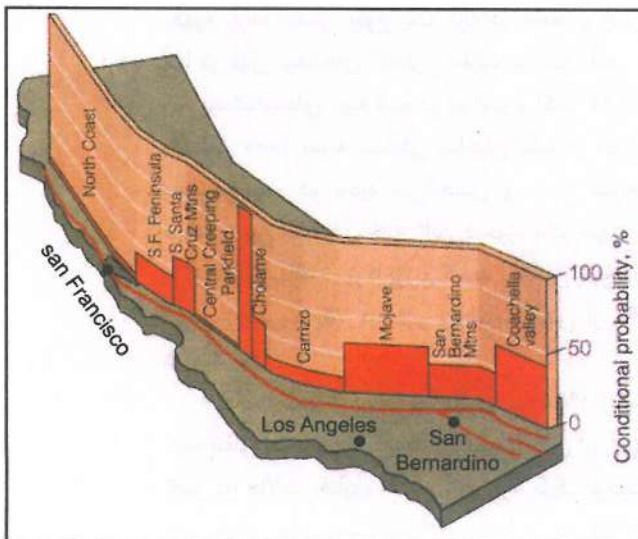 North Coast
S.F. Peninsula
S. Santa
Cruz Mtns
Central Creeping
Parkfield
Cholame
Carrizo
Mojave
San
Bernardino
Mtns
Coachella
valley
100
50
0
Conditional probability, %
san Francisco
Los Angeles
San
Bernardino